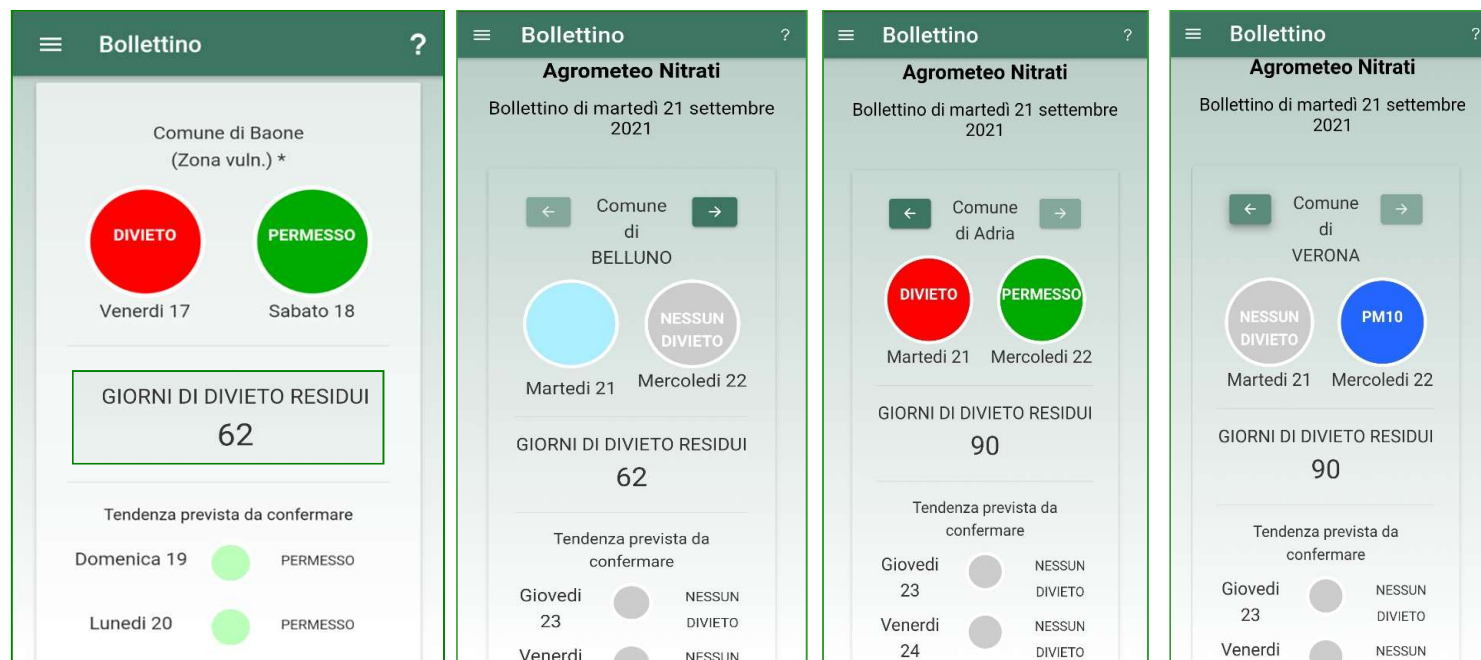 Bollettino
?
Comune di Baone
(Zona vuln.) *
DIVIETO
PERMESSO
Venerdi 17
Sabato 18
GIORNI DI DIVIETO RESIDUI
62
Tendenza prevista da confermare
Domenica 19
PERMESSO
Lunedi 20
PERMESSO
Bollettino
?
Agrometeo Nitrati
Bollettino di martedì 21 settembre
2021
Comune
di
BELLUNO
NESSUN
DIVIETO
Martedi 21
Mercoledi 22
GIORNI DI DIVIETO RESIDUI
62
Tendenza prevista da
confermare
Giovedi
23
NESSUN
DIVIETO
Venerdi
NESSUN
Bollettino
?
Agrometeo Nitrati
Bollettino di martedì 21 settembre
2021
Comune
di Adria
DIVIETO
PERMESSO
Martedi 21
Mercoledi 22
GIORNI DI DIVIETO RESIDUI
90
Tendenza prevista da
confermare
Giovedi
23
NESSUN
DIVIETO
Venerdi
24
NESSUN
DIVIETO
Bollettino
?
Agrometeo Nitrati
Bollettino di martedì 21 settembre
2021
Comune
di
VERONA
NESSUN
DIVIETO
PM10
Martedi 21
Mercoledi 22
GIORNI DI DIVIETO RESIDUI
90
Tendenza prevista da
confermare
Giovedi
23
NESSUN
DIVIETO
Venerdi
NESSUN